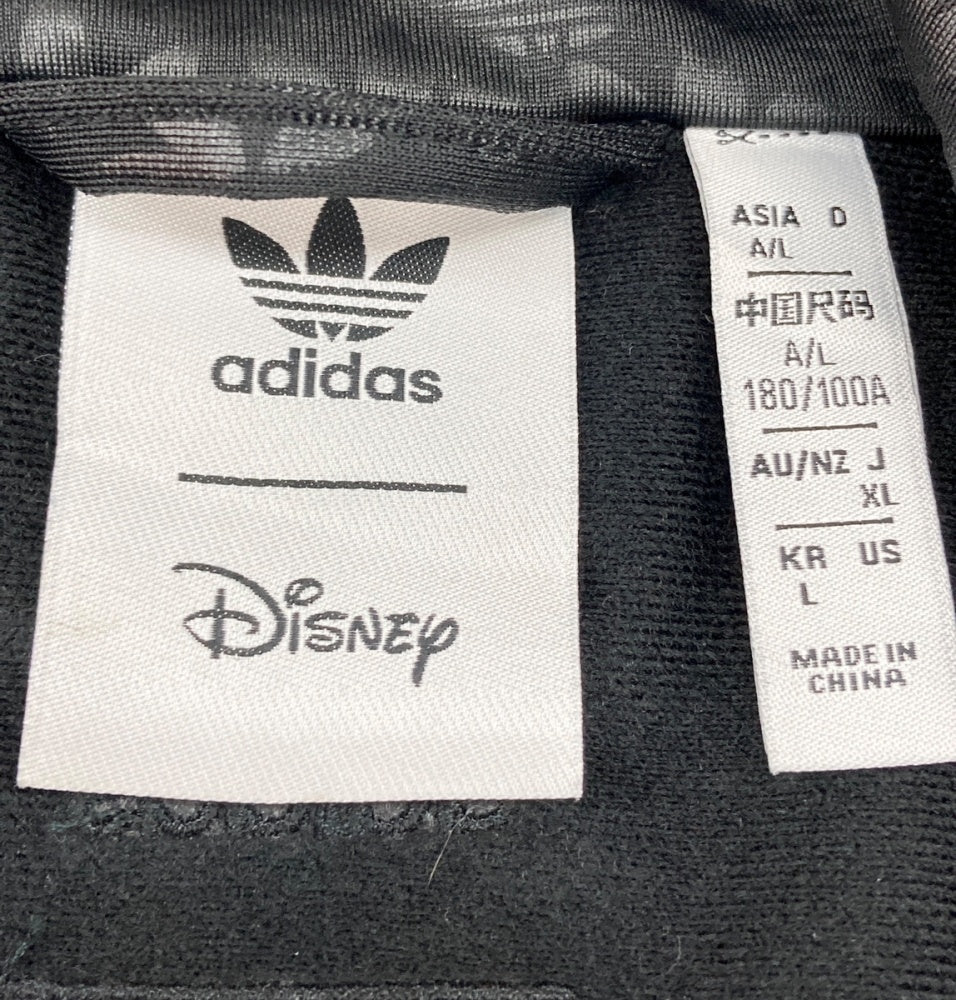 adidas
Disney
ASIA D
A/L
中国尺码
A/L
180/100A
AU/NZ J
XL
KR US
L
MADE IN
CHINA